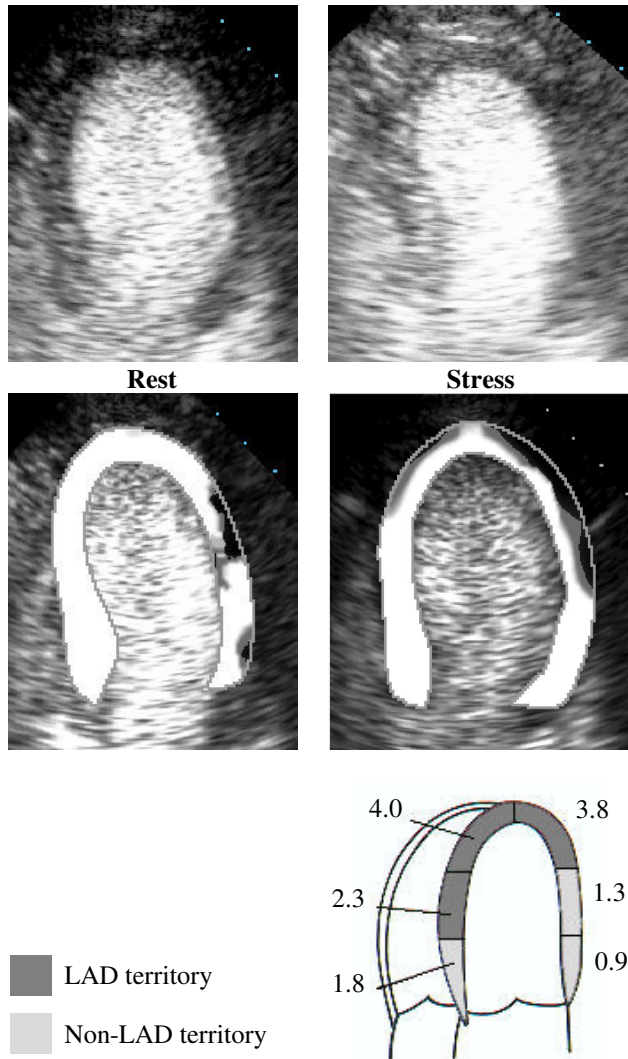 Rest
Stress
4.0
3.8
2.3
1.3
1.8
0.9
LAD territory
Non-LAD territory